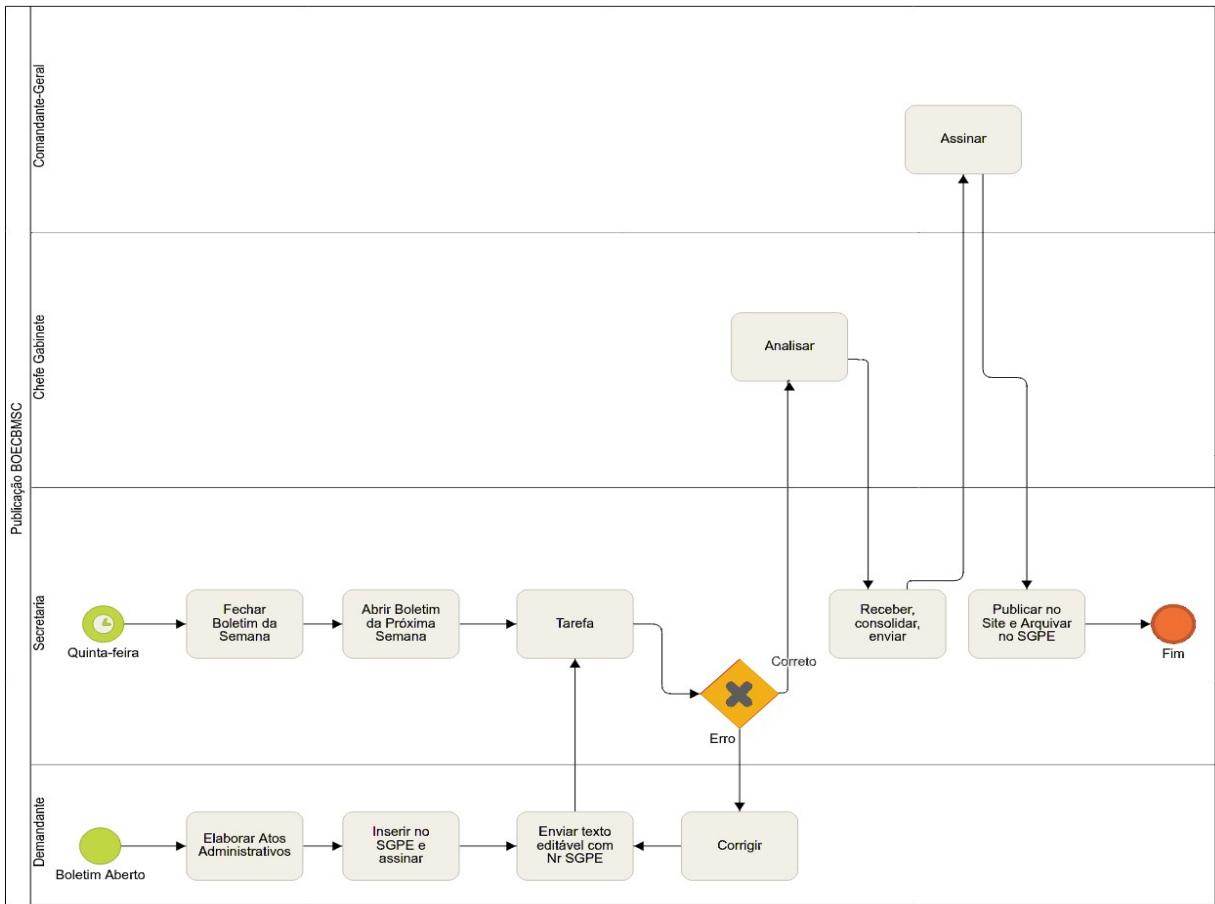 Publicação BOECBMSC
Comandante-Geral
Assinar
Chefe Gabinete
Analisar
Secretaria
Quinta-feira
Fechar
Boletim da
Semana
Abrir Boletim
da Próxima
Semana
Tarefa
Correto
Erro
Receber,
consolidar,
enviar
Publicar no
Site e Arquivar
no SGPE
Fim
Demandante
Boletim Aberto
Elaborar Atos
Administrativos
Inserir no
SGPE e
assinar
Enviar texto
editável com
Nr SGPE
Corrigir